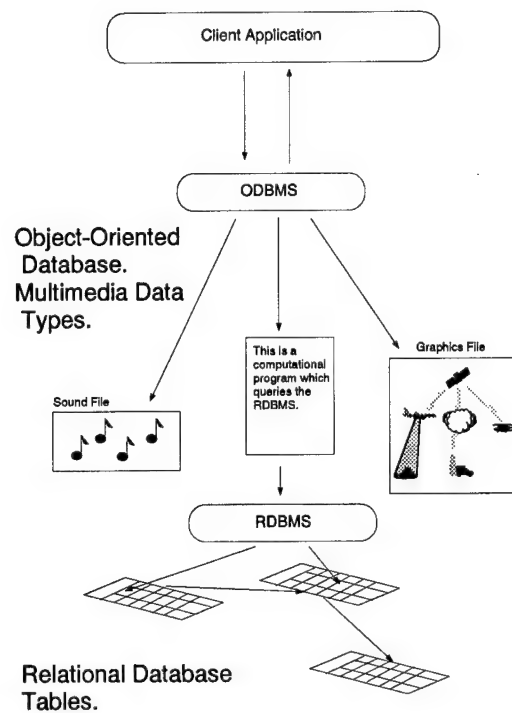 Client Application
ODBMS
Object-Oriented
Database.
Multimedia Data
Types.
This is a
computational
program which
queries the
RDBMS.
Graphics File
Sound File
RDBMS
Relational Database
Tables.